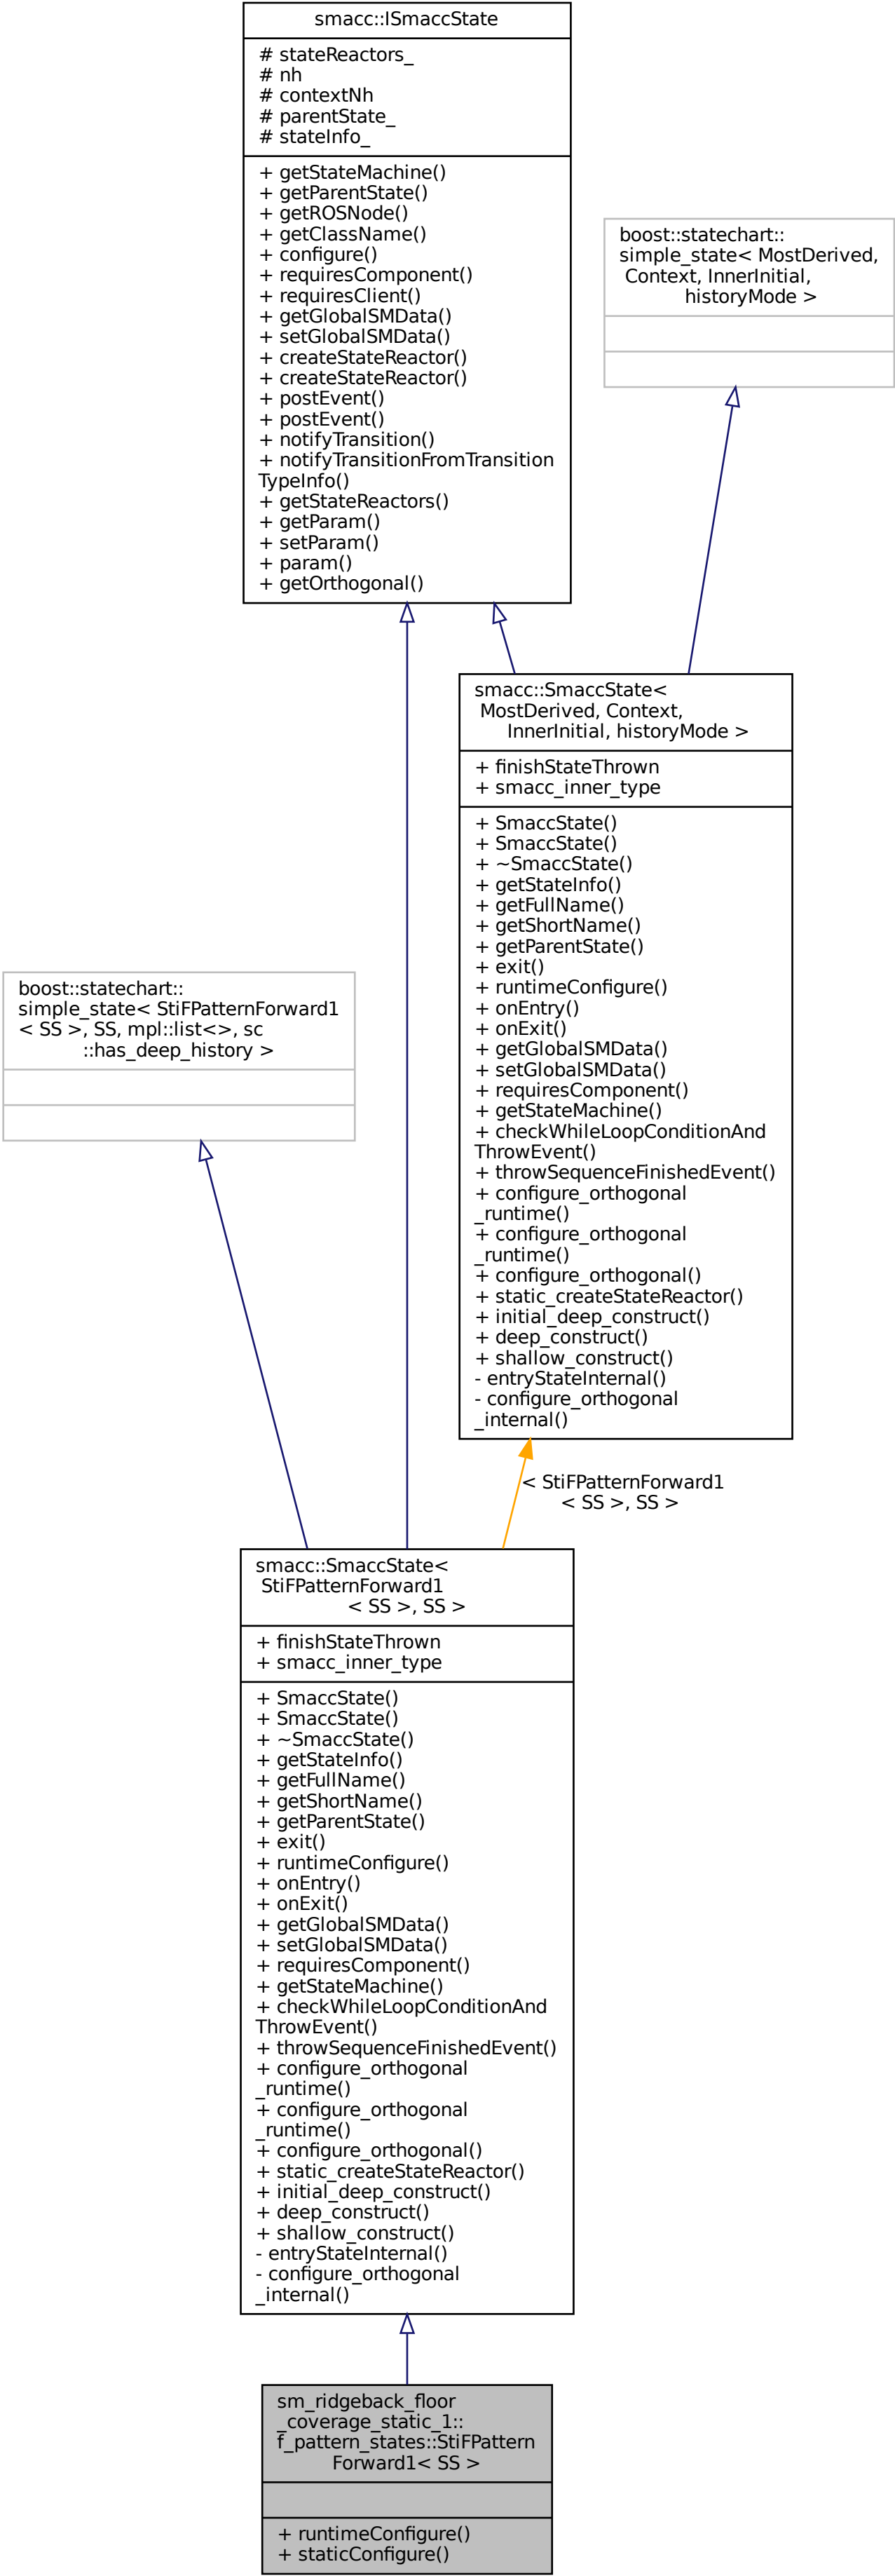 smacc::ISmaccState
# stateReactors_
# nh
# contextNh
# parentState_
# stateInfo_
+ getStateMachine()
+ getParentState()
+ getROSNode()
+ getClassName()
+ configure()
+ requiresComponent()
+ requiresClient()
+ getGlobalSMData()
+ setGlobalSMData()
+ createStateReactor()
+ createStateReactor()
+ postEvent()
+ postEvent()
+ notifyTransition()
+ notifyTransitionFromTransition
TypeInfo()
+ getStateReactors()
+ getParam()
+ setParam()
+ param()
+ getOrthogonal()
boost::statechart::
simple_state< MostDerived,
Context, InnerInitial,
historyMode >
smacc::SmaccState<
MostDerived, Context,
InnerInitial, historyMode >
+ finishStateThrown
+ smacc_inner_type
+ SmaccState()
+ SmaccState()
+ ~SmaccState()
+ getStateInfo()
+ getFullName()
+ getShortName()
+ getParentState()
+ exit()
+ runtimeConfigure()
+ onEntry()
+ onExit()
+ getGlobalSMData()
+ setGlobalSMData()
+ requiresComponent()
+ getStateMachine()
+ checkWhileLoopConditionAnd
ThrowEvent()
+ throwSequenceFinishedEvent()
+ configure_orthogonal
_runtime()
+ configure_orthogonal
_runtime()
+ configure_orthogonal()
+ static_createStateReactor()
+ initial_deep_construct()
+ deep_construct()
+ shallow_construct()
- entryStateInternal()
- configure_orthogonal
_internal()
boost::statechart::
simple_state< StiFPatternForward1
< SS >, SS, mpl::list<>, sc
::has_deep_history >
< StiFPatternForward1
< SS >, SS >
smacc::SmaccState<
StiFPatternForward1
< SS >, SS >
+ finishStateThrown
+ smacc_inner_type
+ SmaccState()
+ SmaccState()
+ ~SmaccState()
+ getStateInfo()
+ getFullName()
+ getShortName()
+ getParentState()
+ exit()
+ runtimeConfigure()
+ onEntry()
+ onExit()
+ getGlobalSMData()
+ setGlobalSMData()
+ requiresComponent()
+ getStateMachine()
+ checkWhileLoopConditionAnd
ThrowEvent()
+ throwSequenceFinishedEvent()
+ configure_orthogonal
_runtime()
+ configure_orthogonal
_runtime()
+ configure_orthogonal()
+ static_createStateReactor()
+ initial_deep_construct()
+ deep_construct()
+ shallow_construct()
- entryStateInternal()
- configure_orthogonal
_internal()
sm_ridgeback_floor
_coverage_static_1::
f_pattern_states::StiFPattern
Forward1< SS >
+ runtimeConfigure()
+ staticConfigure()